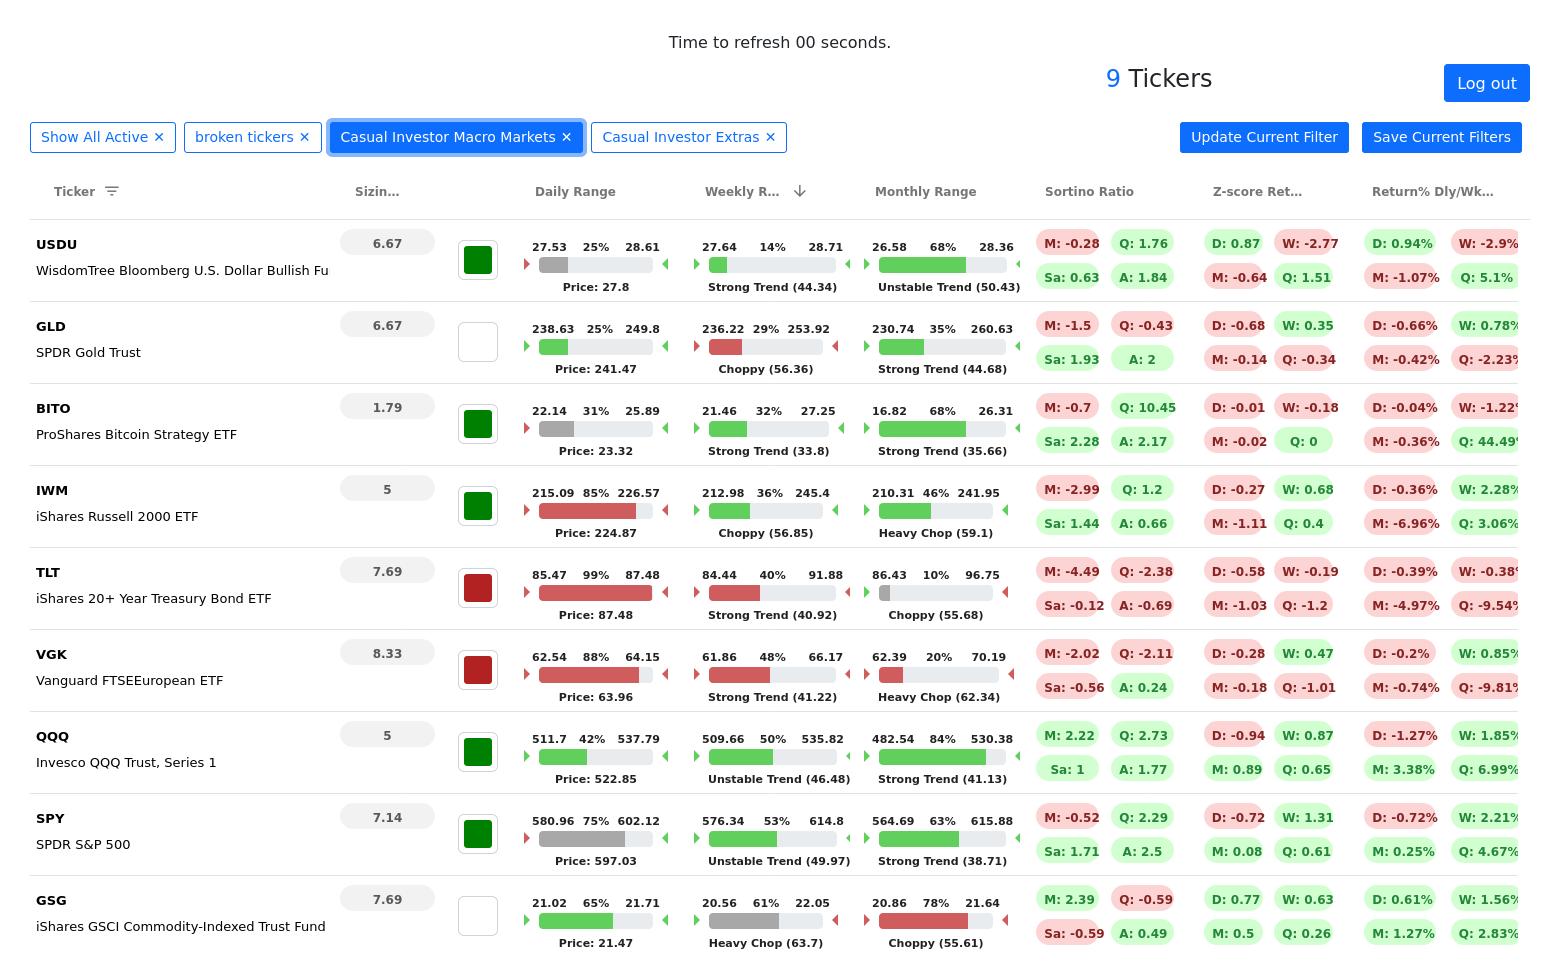 Time to refresh 00 seconds.
9 Tickers
Log out
Show All Active ✕ broken tickers ✕ Casual Investor Macro Markets ✕ Casual Investor Extras ✕ Update Current Filter Save Current Filters
Ticker Sizin... Daily Range Weekly R... Monthly Range Sortino Ratio Z-score Ret... Return% Dly/Wk...
USDU 6.67 27.53 25% 28.61 27.64 14% 28.71 26.58 68% 28.36 M: -0.28 Q: 1.76 D: 0.87 W: -2.77 D: 0.94% W: -2.9%
WisdomTree Bloomberg U.S. Dollar Bullish Fu Price: 27.8 Strong Trend (44.34) Unstable Trend (50.43) Sa: 0.63 A: 1.84 M: -0.64 Q: 1.51 M: -1.07% Q: 5.1%
GLD 6.67 238.63 25% 249.8 236.22 29% 253.92 230.74 35% 260.63 M: -1.5 Q: -0.43 D: -0.68 W: 0.35 D: -0.66% W: 0.78%
SPDR Gold Trust Price: 241.47 Choppy (56.36) Strong Trend (44.68) Sa: 1.93 A: 2 M: -0.14 Q: -0.34 M: -0.42% Q: -2.23%
BITO 1.79 22.14 31% 25.89 21.46 32% 27.25 16.82 68% 26.31 M: -0.7 Q: 10.45 D: -0.01 W: -0.18 D: -0.04% W: -1.22%
ProShares Bitcoin Strategy ETF Price: 23.32 Strong Trend (33.8) Strong Trend (35.66) Sa: 2.28 A: 2.17 M: -0.02 Q: 0 M: -0.36% Q: 44.49%
IWM 5 215.09 85% 226.57 212.98 36% 245.4 210.31 46% 241.95 M: -2.99 Q: 1.2 D: -0.27 W: 0.68 D: -0.36% W: 2.28%
iShares Russell 2000 ETF Price: 224.87 Choppy (56.85) Heavy Chop (59.1) Sa: 1.44 A: 0.66 M: -1.11 Q: 0.4 M: -6.96% Q: 3.06%
TLT 7.69 85.47 99% 87.48 84.44 40% 91.88 86.43 10% 96.75 M: -4.49 Q: -2.38 D: -0.58 W: -0.19 D: -0.39% W: -0.38%
iShares 20+ Year Treasury Bond ETF Price: 87.48 Strong Trend (40.92) Choppy (55.68) Sa: -0.12 A: -0.69 M: -1.03 Q: -1.2 M: -4.97% Q: -9.54%
VGK 8.33 62.54 88% 64.15 61.86 48% 66.17 62.39 20% 70.19 M: -2.02 Q: -2.11 D: -0.28 W: 0.47 D: -0.2% W: 0.85%
Vanguard FTSEEuropean ETF Price: 63.96 Strong Trend (41.22) Heavy Chop (62.34) Sa: -0.56 A: 0.24 M: -0.18 Q: -1.01 M: -0.74% Q: -9.81%
QQQ 5 511.7 42% 537.79 509.66 50% 535.82 482.54 84% 530.38 M: 2.22 Q: 2.73 D: -0.94 W: 0.87 D: -1.27% W: 1.85%
Invesco QQQ Trust, Series 1 Price: 522.85 Unstable Trend (46.48) Strong Trend (41.13) Sa: 1 A: 1.77 M: 0.89 Q: 0.65 M: 3.38% Q: 6.99%
SPY 7.14 580.96 75% 602.12 576.34 53% 614.8 564.69 63% 615.88 M: -0.52 Q: 2.29 D: -0.72 W: 1.31 D: -0.72% W: 2.21%
SPDR S&P 500 Price: 597.03 Unstable Trend (49.97) Strong Trend (38.71) Sa: 1.71 A: 2.5 M: 0.08 Q: 0.61 M: 0.25% Q: 4.67%
GSG 7.69 21.02 65% 21.71 20.56 61% 22.05 20.86 78% 21.64 M: 2.39 Q: -0.59 D: 0.77 W: 0.63 D: 0.61% W: 1.56%
iShares GSCI Commodity-Indexed Trust Fund Price: 21.47 Heavy Chop (63.7) Choppy (55.61) Sa: -0.59 A: 0.49 M: 0.5 Q: 0.26 M: 1.27% Q: 2.83%